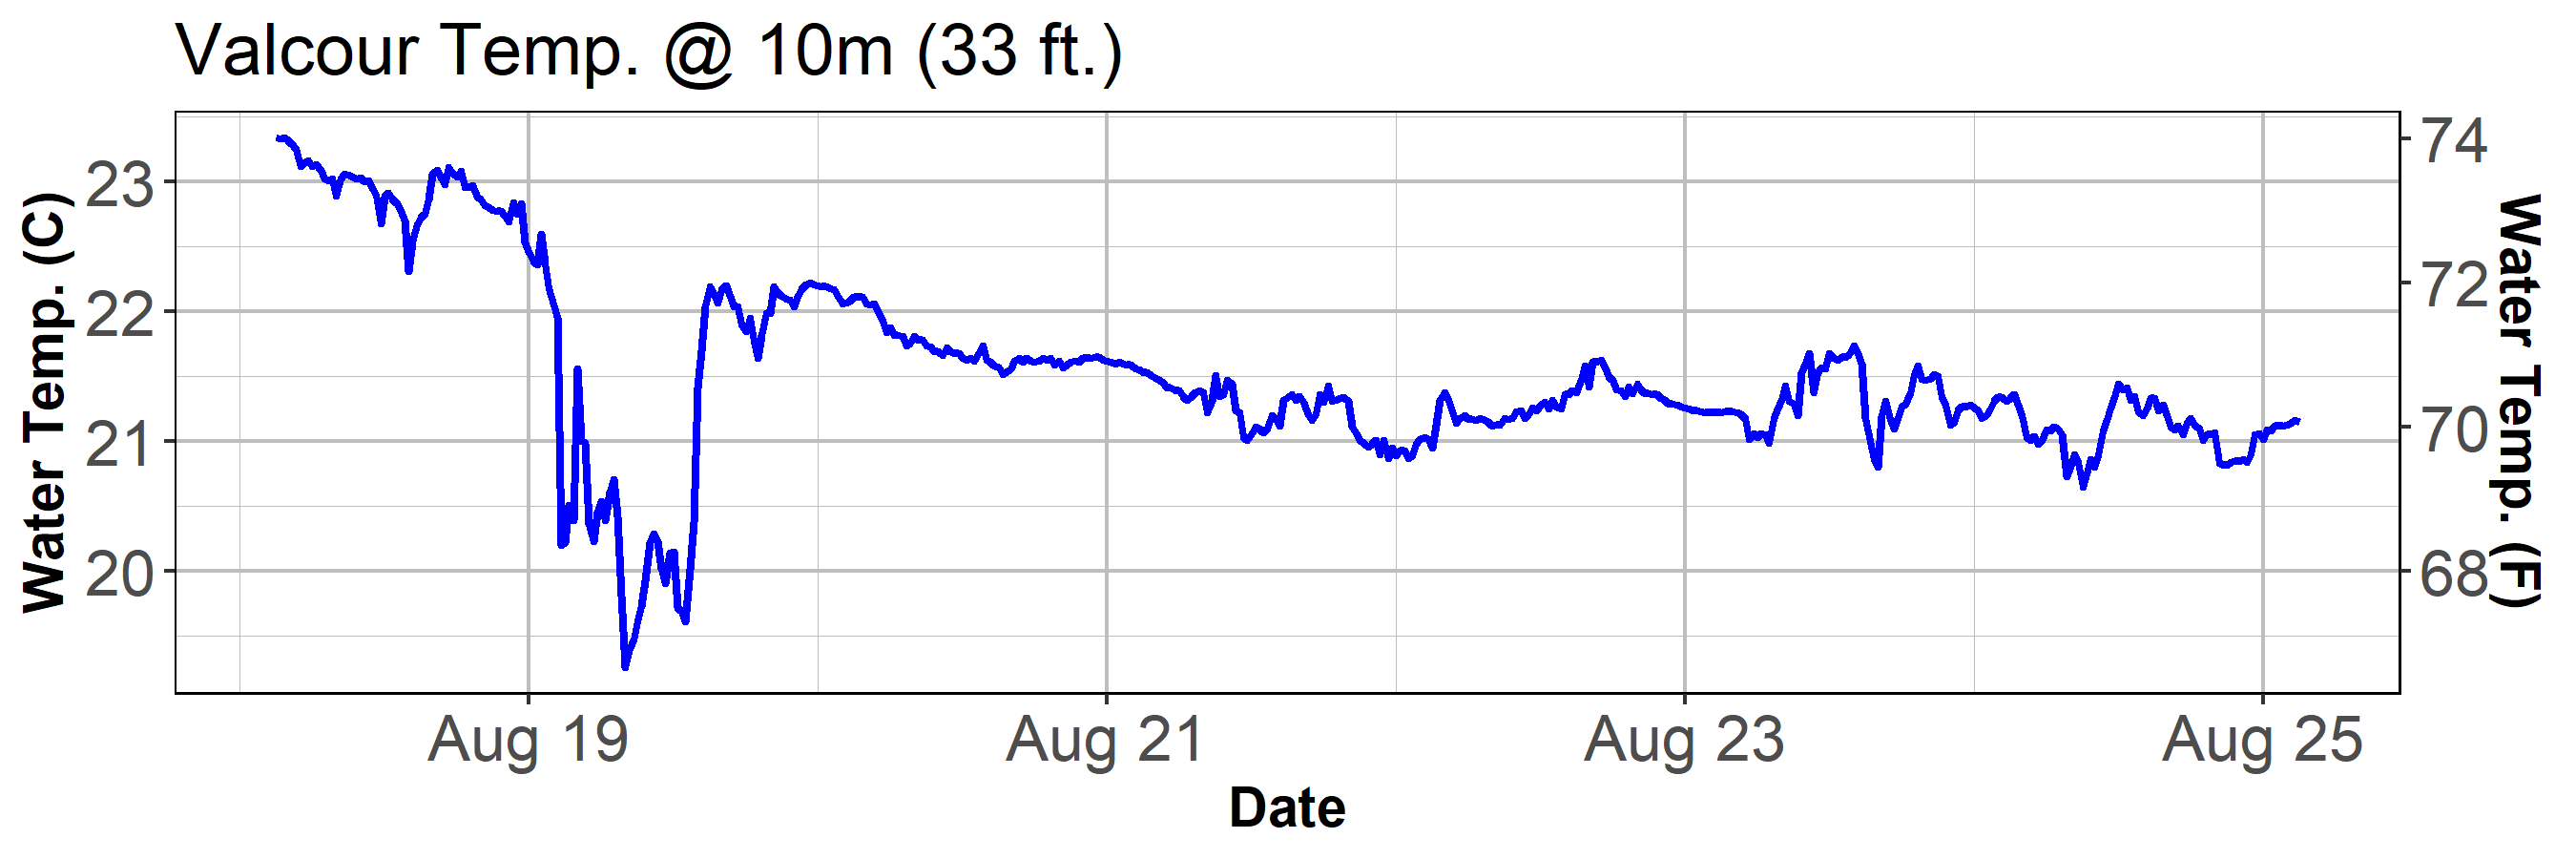 Valcour Temp. @ 10m (33 ft.)
Water Temp. (C)
23
22
21
20
74
72
70
68
Water Temp. (F)
Aug 19
Aug 21
Aug 23
Aug 25
Date